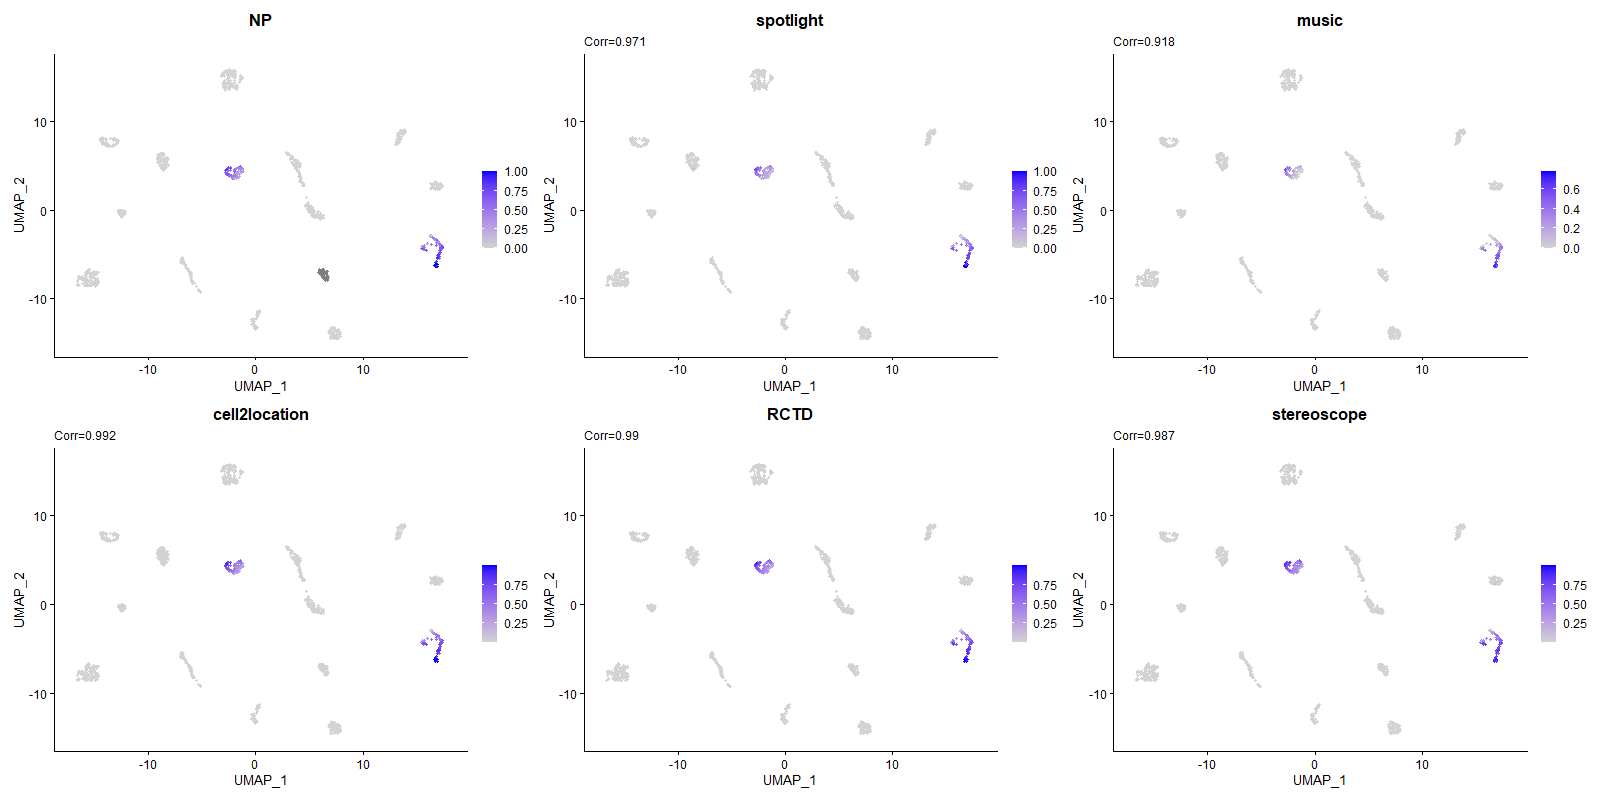 NP
spotlight
music
Corr=0.971
Corr=0.918
10
0
-10
UMAP_2
-10
0
10
UMAP_1
1.00
0.75
0.50
0.25
0.00
10
0
-10
UMAP_2
-10
0
10
UMAP_1
1.00
0.75
0.50
0.25
0.00
10
0
-10
UMAP_2
-10
0
10
UMAP_1
0.6
0.4
0.2
0.0
cell2location
RCTD
stereoscope
Corr=0.992
Corr=0.99
Corr=0.987
10
0
-10
UMAP_2
-10
0
10
UMAP_1
0.75
0.50
0.25
10
0
-10
UMAP_2
-10
0
10
UMAP_1
0.75
0.50
0.25
10
0
-10
UMAP_2
-10
0
10
UMAP_1
0.75
0.50
0.25